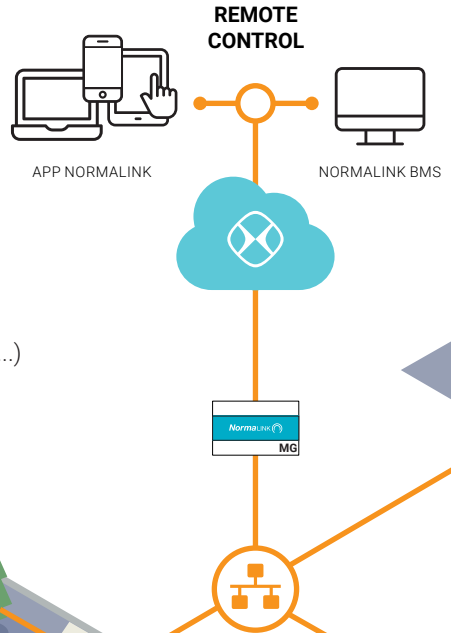 REMOTE
CONTROL
APP NORMALINK
NORMALINK BMS
...)
NormaLINK
MG